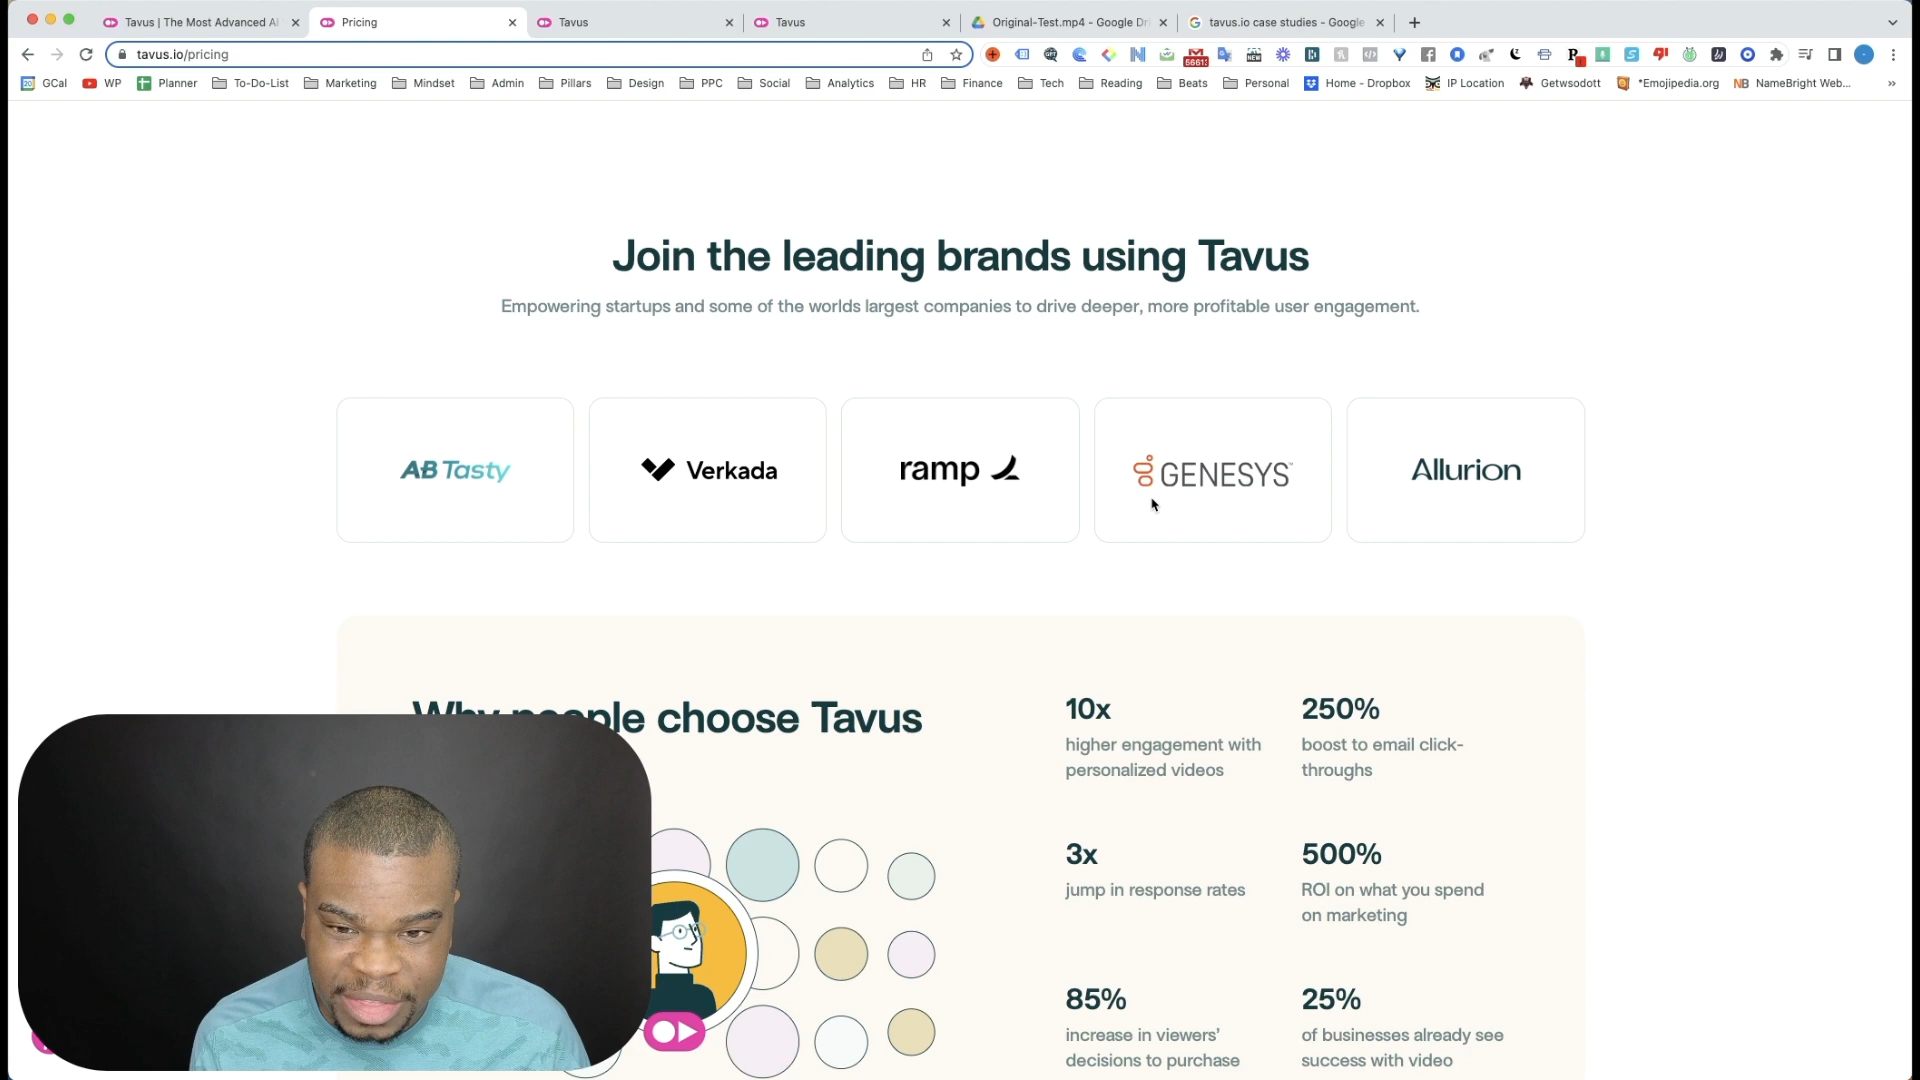 Tavus | The Most Advanced AI
Pricing
Tavus
Tavus
Original-Test.mp4 - Google Dri
tavus.io case studies - Google
tavus.io/pricing
GCal
WP
Planner
To-Do-List
Marketing
Mindset
Admin
Pillars
Design
PPC
Social
Analytics
HR
Finance
Tech
Reading
Beats
Personal
Home - Dropbox
IP Location
Getwsodott
*Emojipedia.org
NB NameBright Web...
Join the leading brands using Tavus
Empowering startups and some of the worlds largest companies to drive deeper, more profitable user engagement.
AB Tasty
Verkada
ramp
GENESYS
Allurion
Why people choose Tavus
10x
higher engagement with
personalized videos
250%
boost to email click-
throughs
3x
jump in response rates
500%
ROI on what you spend
on marketing
85%
increase in viewers'
decisions to purchase
25%
of businesses already see
success with video